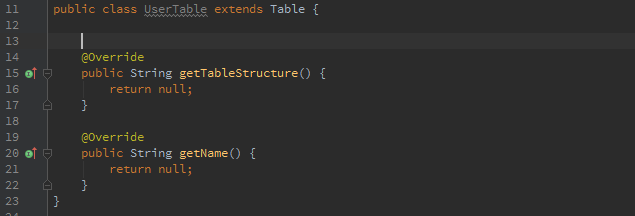 11 public class UserTable extends Table {
12
13
14 @Override
15 public String getTableStructure() {
16 return null;
17 }
18
19 @Override
20 public String getName() {
21 return null;
22 }
23 }